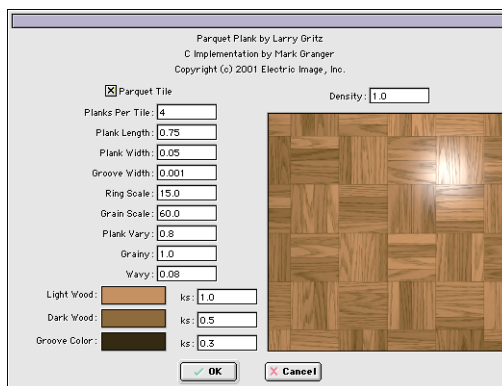 Parquet Plank by Larry Gritz
C Implementation by Mark Granger
Copyright (c) 2001 Electric Image, Inc.
Parquet Tile
Density: 1.0
Planks Per Tile: 4
Plank Length: 0.75
Plank Width: 0.05
Groove Width: 0.001
Ring Scale: 15.0
Grain Scale: 60.0
Plank Vary: 0.8
Grainy: 1.0
Wavy: 0.08
Light Wood: ks: 1.0
Dark Wood: ks: 0.5
Groove Color: ks: 0.3
OK Cancel